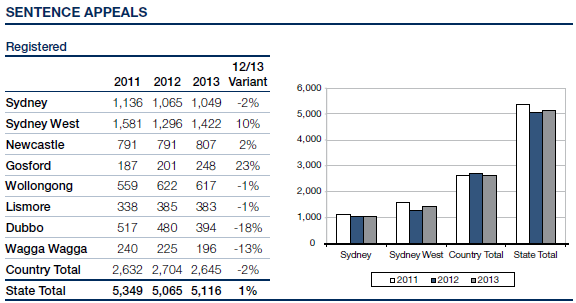 SENTENCE APPEALS
Registered
12/13
2011 2012 2013 Variant
Sydney 1,136 1,065 1,049 -2%
Sydney West 1,581 1,296 1,422 10%
Newcastle 791 791 807 2%
Gosford 187 201 248 23%
Wollongong 559 622 617 -1%
Lismore 338 385 383 -1%
Dubbo 517 480 394 -18%
Wagga Wagga 240 225 196 -13%
Country Total 2,632 2,704 2,645 -2%
State Total 5,349 5,065 5,116 1%
6,000
5,000
4,000
3,000
2,000
1,000
0
Sydney Sydney West Country Total State Total
2011 2012 2013